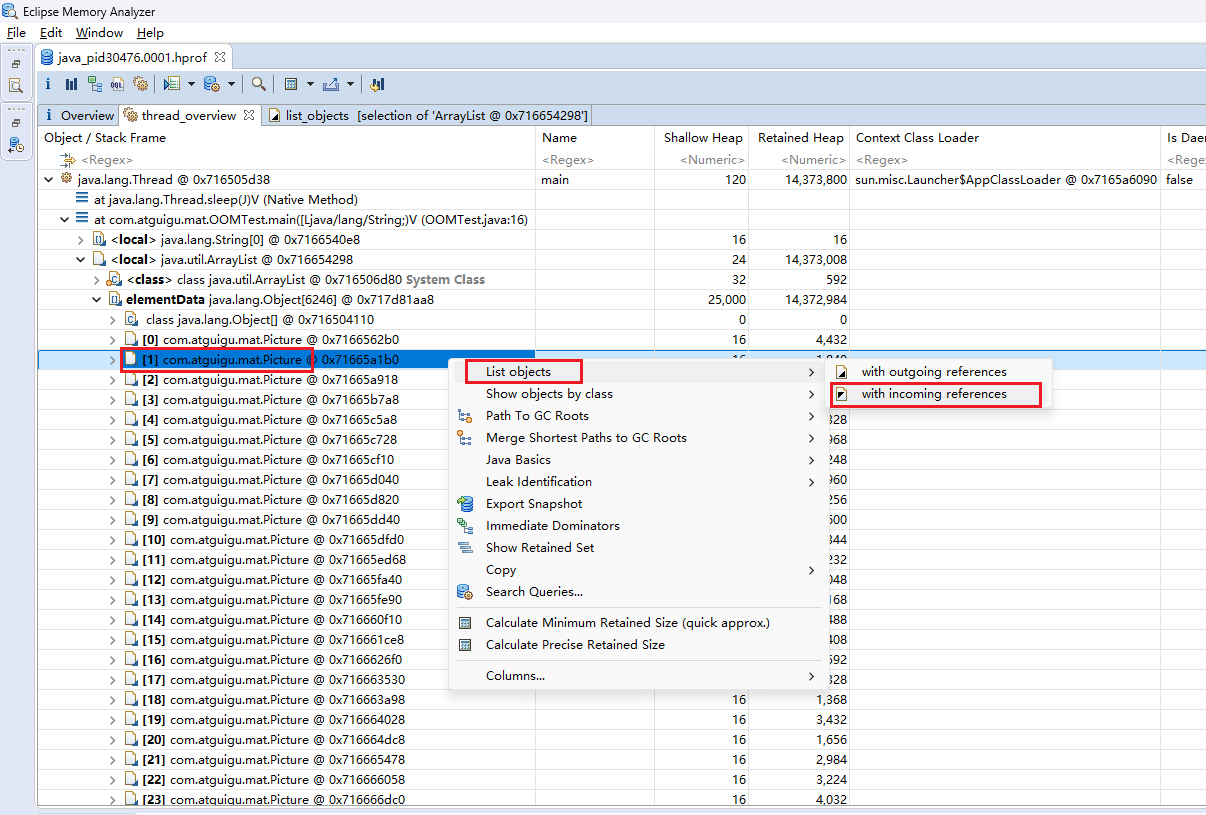 Eclipse Memory Analyzer
File Edit Window Help
java_pid30476.0001.hprof
i OQL
i Overview thread_overview list_objects [selection of 'ArrayList @ 0x716654298']
Object / Stack Frame Name Shallow Heap Retained Heap Context Class Loader Is Dae
<Regex> <Regex> <Numeric> <Numeric> <Regex> <Rege
java.lang.Thread @ 0x716505d38 main 120 14,373,800 sun.misc.Launcher$AppClassLoader @ 0x7165a6090 false
at java.lang.Thread.sleep(J)V (Native Method)
at com.atguigu.mat.OOMTest.main([Ljava/lang/String;)V (OOMTest.java:16)
<local> java.lang.String[0] @ 0x7166540e8 16 16
<local> java.util.ArrayList @ 0x716654298 24 14,373,008
<class> class java.util.ArrayList @ 0x716506d80 System Class 32 592
elementData java.lang.Object[6246] @ 0x717d81aa8 25,000 14,372,984
class java.lang.Object[] @ 0x716504110 0 0
[0] com.atguigu.mat.Picture @ 0x7166562b0 16 4,432
[1] com.atguigu.mat.Picture @ 0x71665a1b0
[2] com.atguigu.mat.Picture @ 0x71665a918
[3] com.atguigu.mat.Picture @ 0x71665b7a8
[4] com.atguigu.mat.Picture @ 0x71665c5a8 328
[5] com.atguigu.mat.Picture @ 0x71665c728 968
[6] com.atguigu.mat.Picture @ 0x71665cf10 248
[7] com.atguigu.mat.Picture @ 0x71665d040 960
[8] com.atguigu.mat.Picture @ 0x71665d820 256
[9] com.atguigu.mat.Picture @ 0x71665dd40
[10] com.atguigu.mat.Picture @ 0x71665dfd0 344
[11] com.atguigu.mat.Picture @ 0x71665ed68 232
[12] com.atguigu.mat.Picture @ 0x71665fa40 048
[13] com.atguigu.mat.Picture @ 0x71665fe90 168
[14] com.atguigu.mat.Picture @ 0x716660f10 488
[15] com.atguigu.mat.Picture @ 0x716661ce8 408
[16] com.atguigu.mat.Picture @ 0x7166626f0 592
[17] com.atguigu.mat.Picture @ 0x716663530 328
[18] com.atguigu.mat.Picture @ 0x716663a98 16 1,368
[19] com.atguigu.mat.Picture @ 0x716664028 16 3,432
[20] com.atguigu.mat.Picture @ 0x716664dc8 16 1,656
[21] com.atguigu.mat.Picture @ 0x716665478 16 2,984
[22] com.atguigu.mat.Picture @ 0x716666058 16 3,224
[23] com.atguigu.mat.Picture @ 0x716666dc0 16 4,032
List objects
Show objects by class
Path To GC Roots
Merge Shortest Paths to GC Roots
Java Basics
Leak Identification
Export Snapshot
Immediate Dominators
Show Retained Set
Copy
Search Queries...
Calculate Minimum Retained Size (quick approx.)
Calculate Precise Retained Size
Columns...
with outgoing references
with incoming references